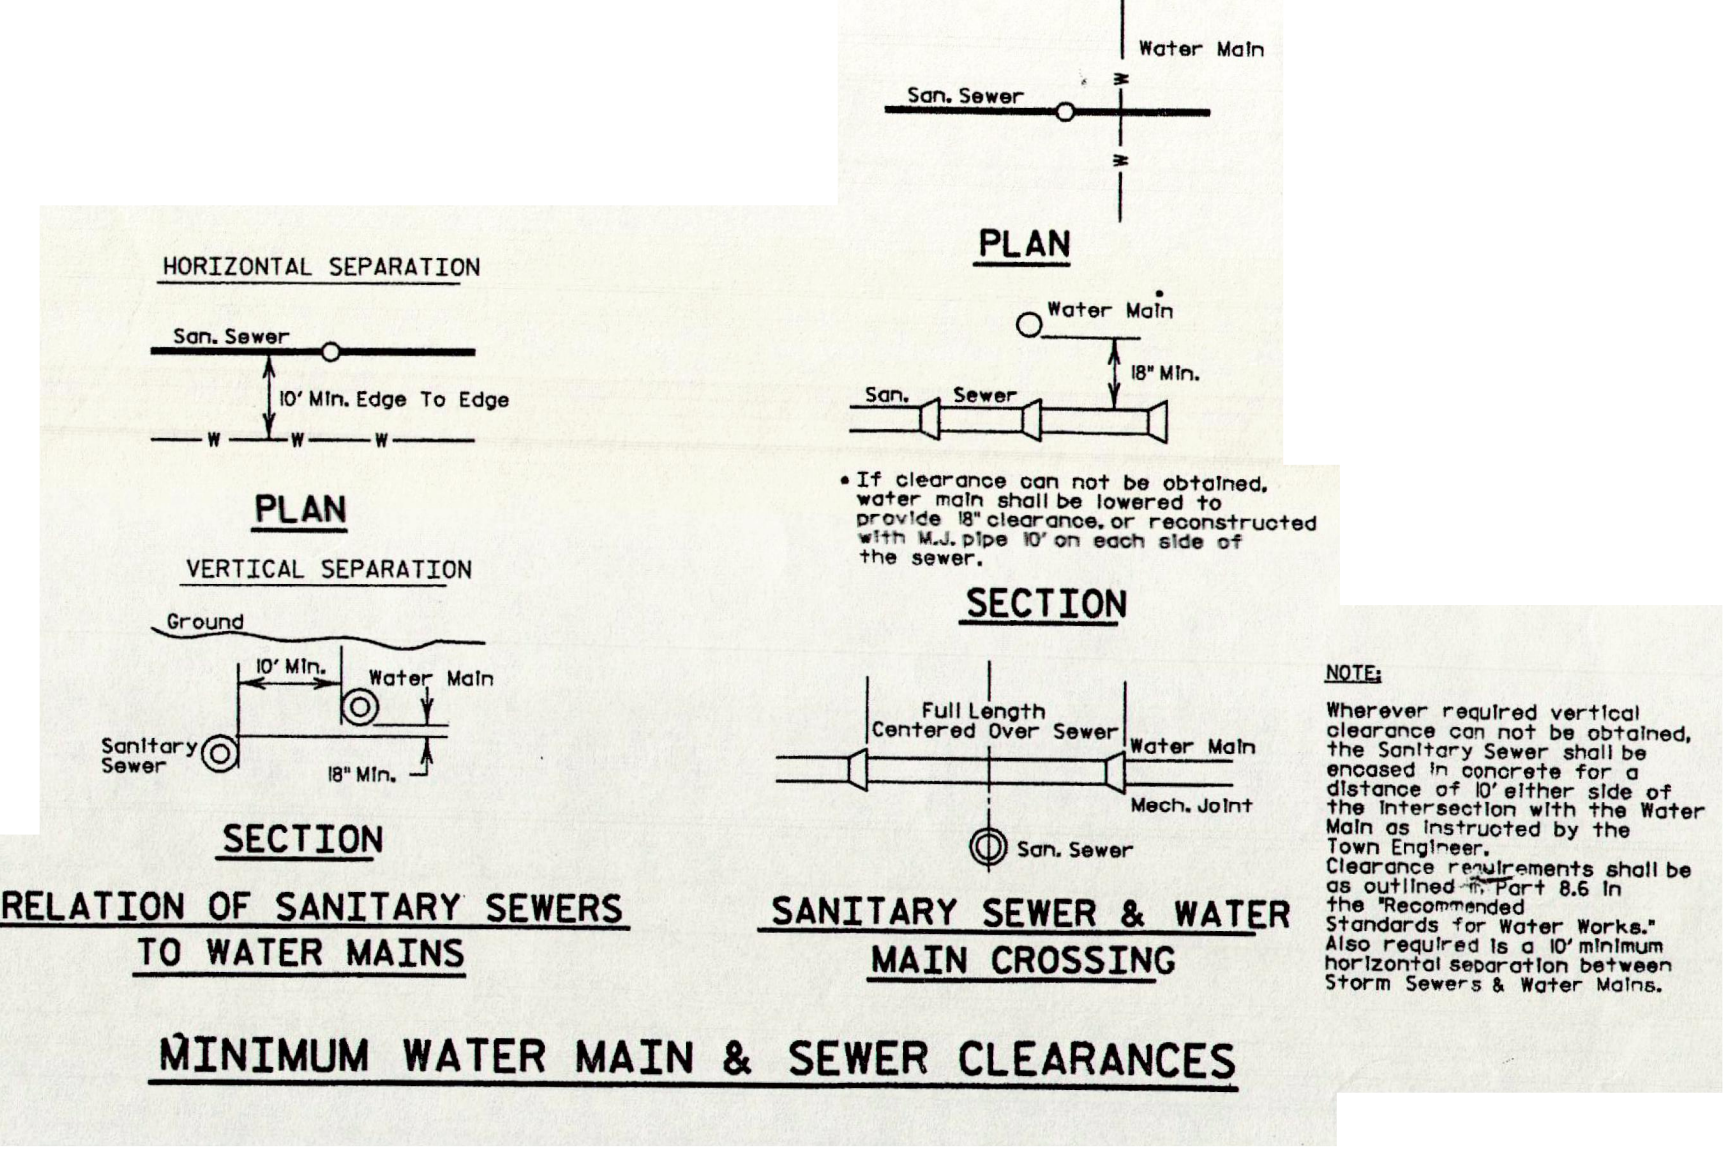 HORIZONTAL SEPARATION
San. Sewer
10' Min. Edge To Edge
W W W
PLAN
VERTICAL SEPARATION
Ground
10' Min.
Water Main
Sanitary
Sewer
18" Min.
SECTION
RELATION OF SANITARY SEWERS
TO WATER MAINS
Water Main
W
San. Sewer
W
PLAN
• Water Main
18" Min.
San. Sewer
• If clearance can not be obtained,
water main shall be lowered to
provide 18" clearance, or reconstructed
with M.J. pipe 10' on each side of
the sewer.
SECTION
Full Length
Centered Over Sewer
Water Main
Mech. Joint
San. Sewer
SANITARY SEWER & WATER
MAIN CROSSING
NOTE:
Wherever required vertical
clearance can not be obtained,
the Sanitary Sewer shall be
encased in concrete for a
distance of 10' either side of
the intersection with the Water
Main as instructed by the
Town Engineer.
Clearance requirements shall be
as outlined in Part 8.6 in
the "Recommended
Standards for Water Works."
Also required is a 10' minimum
horizontal separation between
Storm Sewers & Water Mains.
MINIMUM WATER MAIN & SEWER CLEARANCES